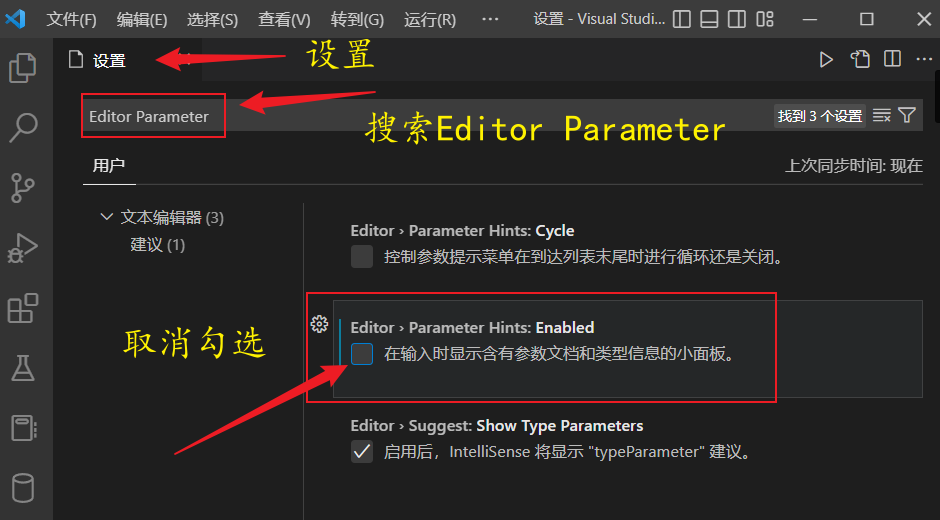 文件(F) 编辑(E) 选择(S) 查看(V) 转到(G) 运行(R) ··· 设置 - Visual Studi...
设置
设置
Editor Parameter
找到 3 个设置
搜索Editor Parameter
用户
上次同步时间: 现在
文本编辑器 (3)
建议 (1)
Editor › Parameter Hints: Cycle
控制参数提示菜单在到达列表末尾时进行循环还是关闭。
取消勾选
Editor › Parameter Hints: Enabled
在输入时显示含有参数文档和类型信息的小面板。
Editor › Suggest: Show Type Parameters
启用后，IntelliSense 将显示 "typeParameter" 建议。